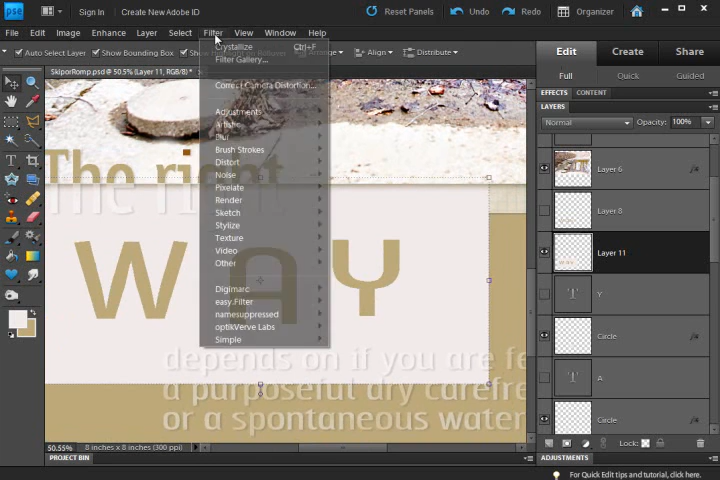 pse Sign In Create New Adobe ID Reset Panels Undo Redo Organizer
File Edit Image Enhance Layer Select Filter View Window Help
Auto Select Layer Show Bounding Box Show Highlight on Rollover Arrange Align Distribute
Edit Create Share
Full Quick Guided
SkiporRomp.psd @ 50.5% (Layer 11, RGB/8) *
Crystallize Ctrl+F
Filter Gallery...
Correct Camera Distortion...
Adjustments
Artistic
Blur
Brush Strokes
Distort
Noise
Pixelate
Render
Sketch
Stylize
Texture
Video
Other
Digimarc
easy.Filter
namesuppressed
optikVerve Labs
Simple
The right
WAY
depends on if you are fe
a purposeful dry carefre
or a spontaneous water
EFFECTS CONTENT
LAYERS
Normal Opacity: 100%
Layer 6
Layer 8
Layer 11
T Y
Circle
T A
Circle
Lock:
ADJUSTMENTS
50.55% 8 inches x 8 inches (300 ppi)
PROJECT BIN
For Quick Edit tips and tutorial, click here.